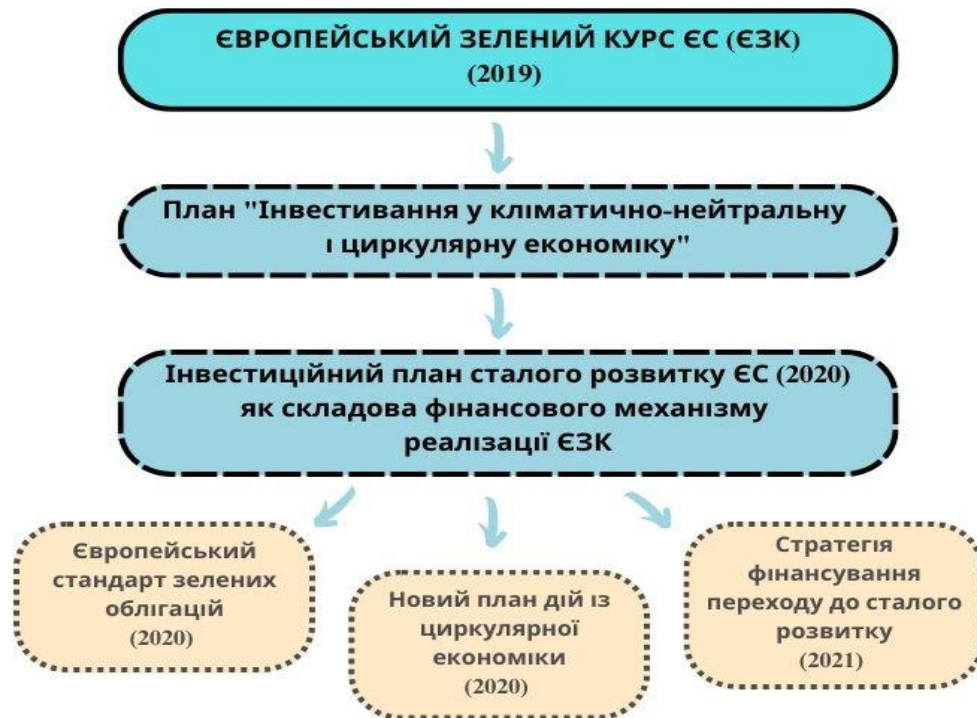 ЄВРОПЕЙСЬКИЙ ЗЕЛЕНИЙ КУРС ЄС (ЄЗК)
(2019)
План "Інвестивання у кліматично-нейтральну
і циркулярну економіку"
Інвестиційний план сталого розвитку ЄС (2020)
як складова фінансового механізму
реалізації ЄЗК
Європейський
стандарт зелених
облігацій
(2020)
Новий план дій із
циркулярної
економіки
(2020)
Стратегія
фінансування
переходу до сталого
розвитку
(2021)